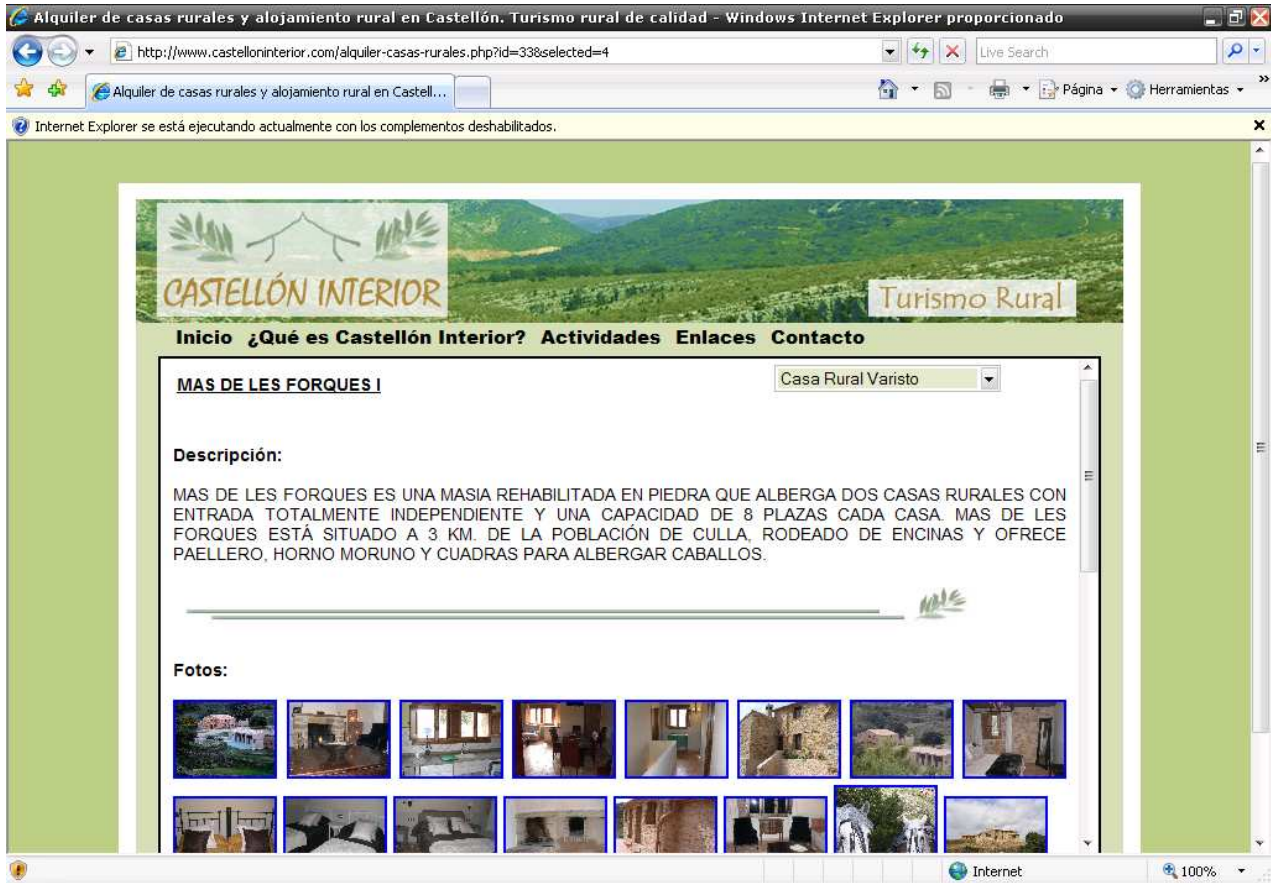 Alquiler de casas rurales y alojamiento rural en Castellón. Turismo rural de calidad - Windows Internet Explorer proporcionado
http://www.castelloninterior.com/alquiler-casas-rurales.php?id=33&selected=4
Live Search
Alquiler de casas rurales y alojamiento rural en Castell...
Página
Herramientas
Internet Explorer se está ejecutando actualmente con los complementos deshabilitados.
CASTELLÓN INTERIOR
Turismo Rural
Inicio ¿Qué es Castellón Interior? Actividades Enlaces Contacto
MAS DE LES FORQUES I
Casa Rural Varisto
Descripción:
MAS DE LES FORQUES ES UNA MASIA REHABILITADA EN PIEDRA QUE ALBERGA DOS CASAS RURALES CON
ENTRADA TOTALMENTE INDEPENDIENTE Y UNA CAPACIDAD DE 8 PLAZAS CADA CASA. MAS DE LES
FORQUES ESTÁ SITUADO A 3 KM. DE LA POBLACIÓN DE CULLA, RODEADO DE ENCINAS Y OFRECE
PAELLERO, HORNO MORUNO Y CUADRAS PARA ALBERGAR CABALLOS.
Fotos:
Internet
100%